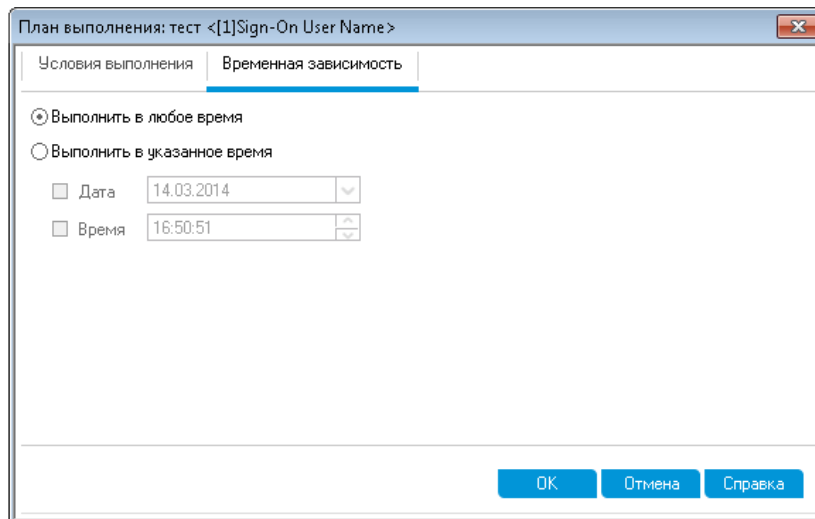 План выполнения: тест <[1]Sign-On User Name>
Условия выполнения Временная зависимость
Выполнить в любое время
Выполнить в указанное время
Дата 14.03.2014
Время 16:50:51
ОК Отмена Справка